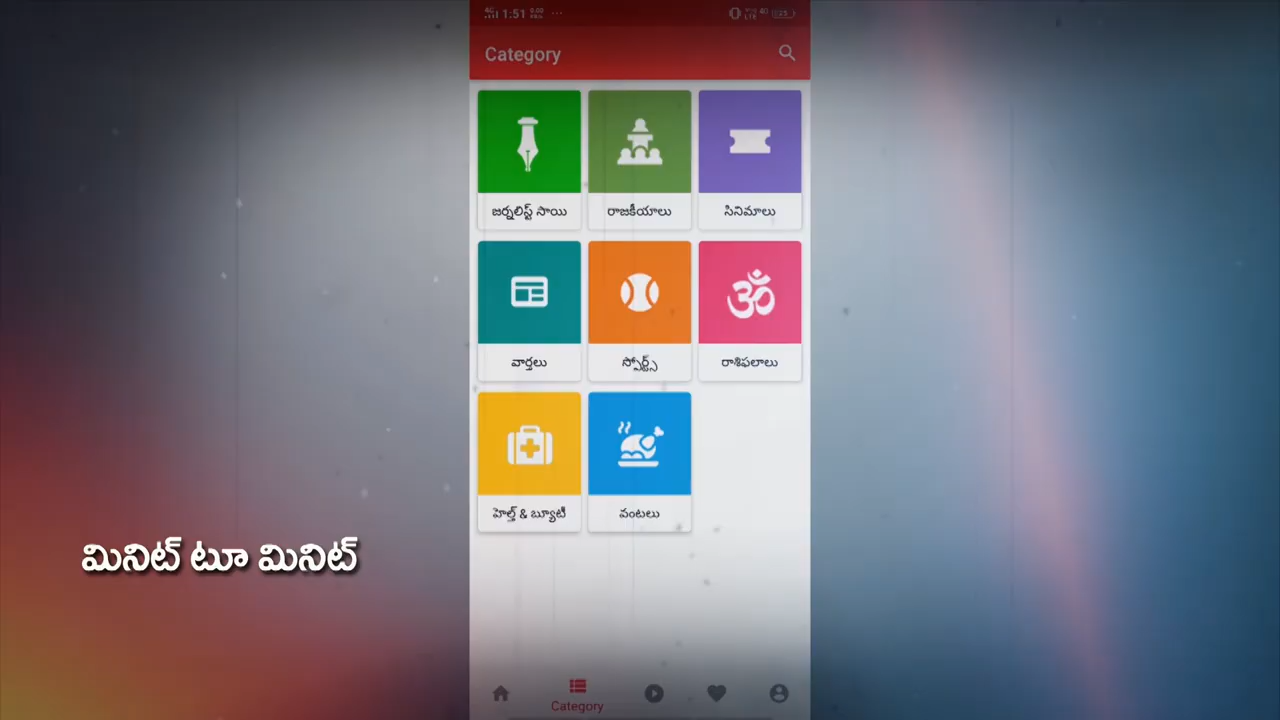 1:51
Category
జర్నలిస్ట్ సాయి
రాజకీయాలు
సినిమాలు
వార్తలు
స్పోర్ట్స్
రాశిఫలాలు
హెల్త్ & బ్యూటీ
వంటలు
మినిట్ టూ మినిట్
Category